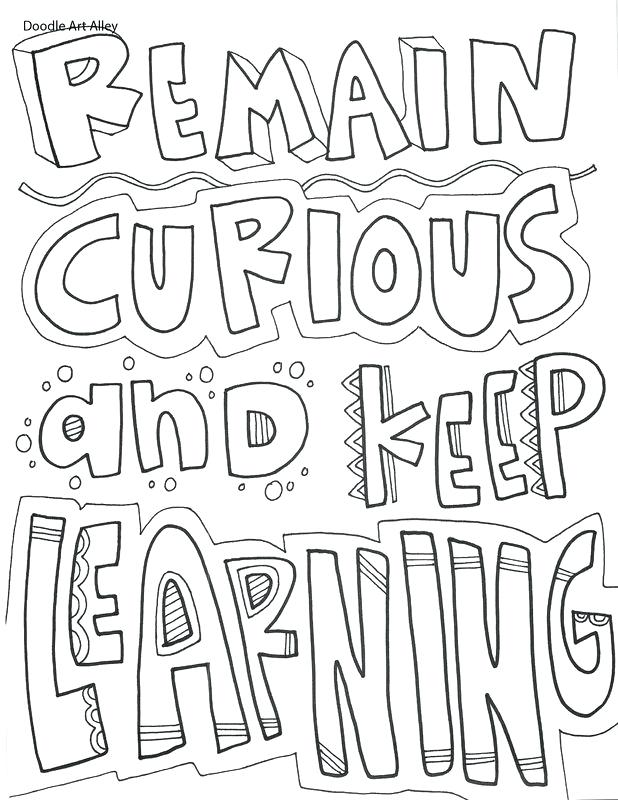 Doodle Art Alley
REMAIN
CURIOUS
anD KEEP
LEARNING